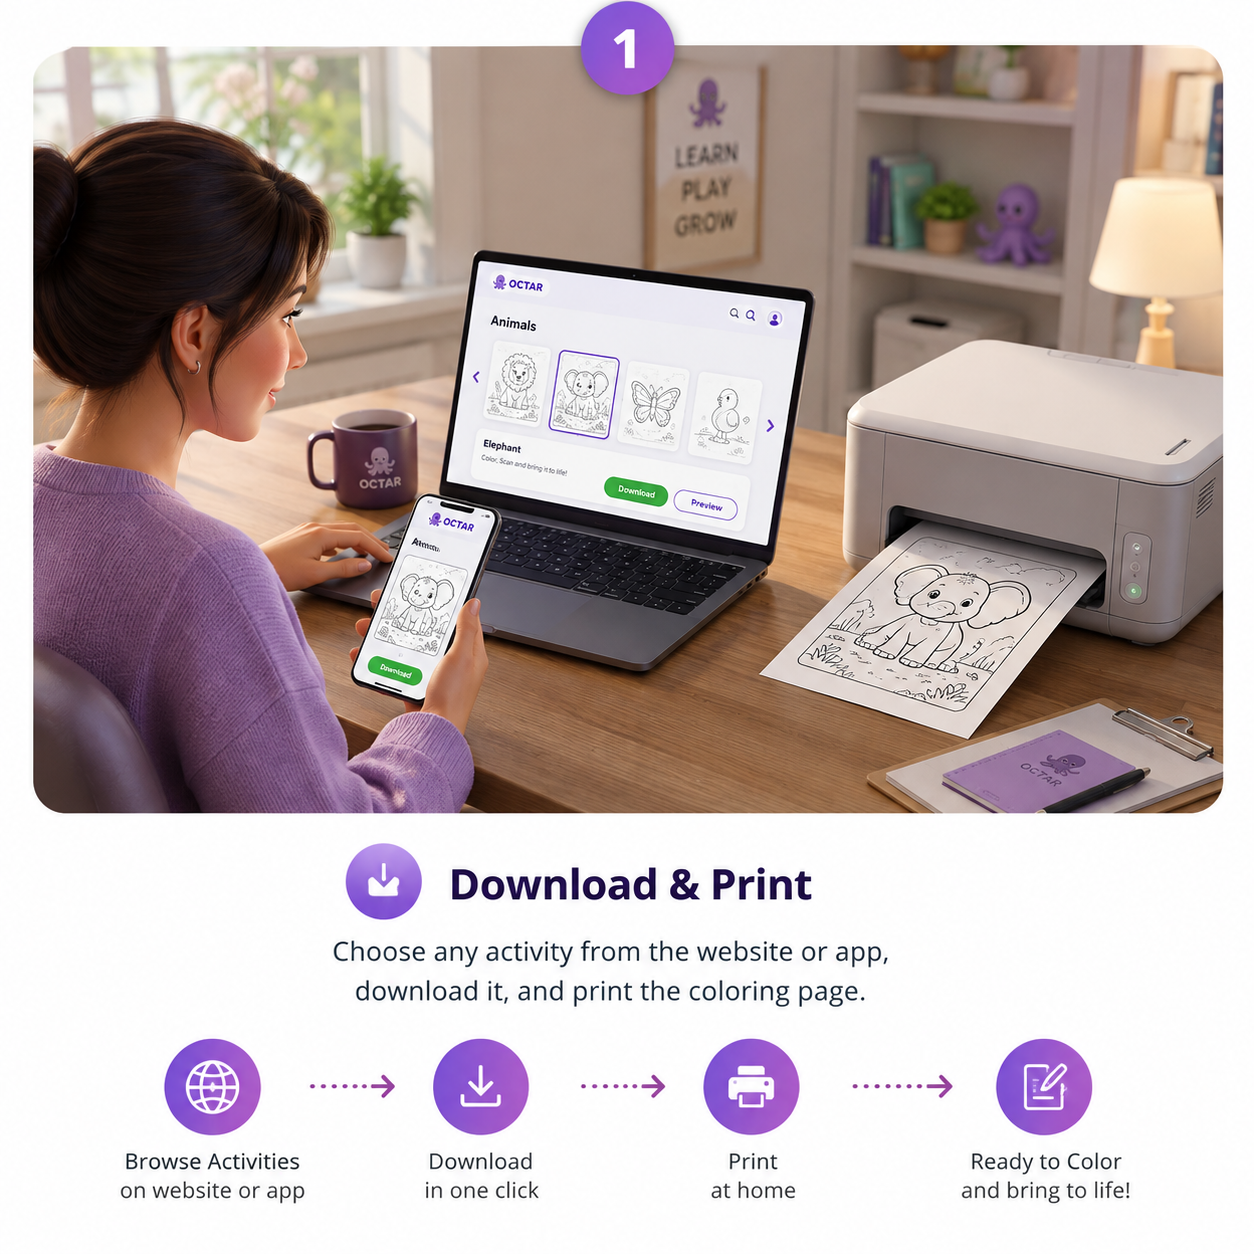 1
LEARN
PLAY
GROW
OCTAR
Animals
Elephant
Color, Scan and bring it to life!
Download
Preview
OCTAR
OCTAR
Download
OCTAR
Download & Print
Choose any activity from the website or app,
download it, and print the coloring page.
Browse Activities
on website or app
Download
in one click
Print
at home
Ready to Color
and bring to life!